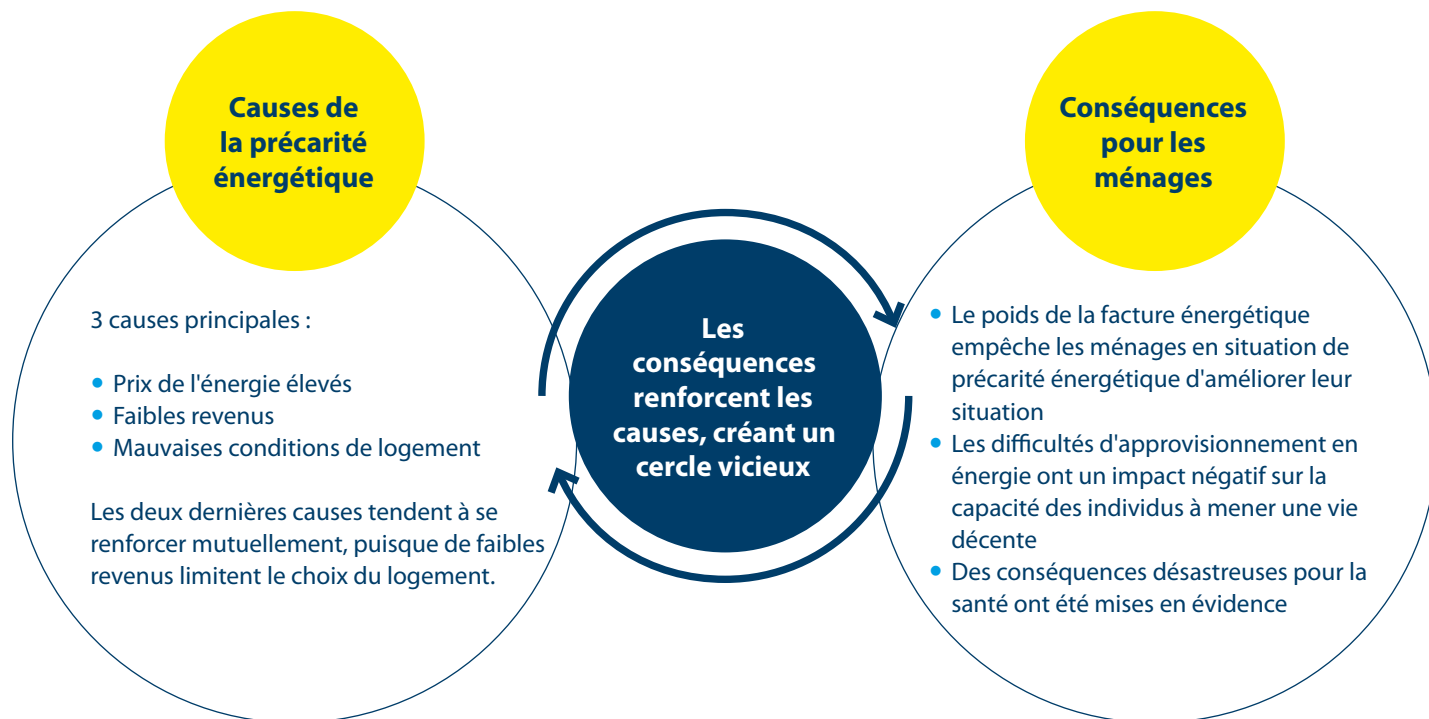 Causes de
la précarité
énergétique
3 causes principales :
• Prix de l'énergie élevés
• Faibles revenus
• Mauvaises conditions de logement
Les deux dernières causes tendent à se
renforcer mutuellement, puisque de faibles
revenus limitent le choix du logement.
Les
conséquences
renforcent les
causes, créant un
cercle vicieux
Conséquences
pour les
ménages
• Le poids de la facture énergétique
empêche les ménages en situation de
précarité énergétique d'améliorer leur
situation
• Les difficultés d'approvisionnement en
énergie ont un impact négatif sur la
capacité des individus à mener une vie
décente
• Des conséquences désastreuses pour la
santé ont été mises en évidence